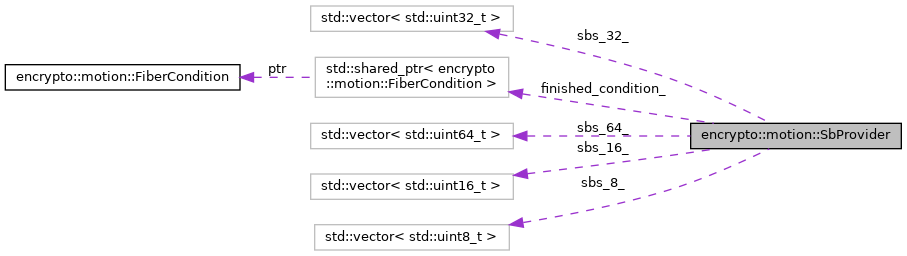 std::vector< std::uint32_t >
sbs_32_
encrypto::motion::FiberCondition
ptr
std::shared_ptr< encrypto
::motion::FiberCondition >
finished_condition_
encrypto::motion::SbProvider
std::vector< std::uint64_t >
sbs_64_
sbs_16_
std::vector< std::uint16_t >
sbs_8_
std::vector< std::uint8_t >